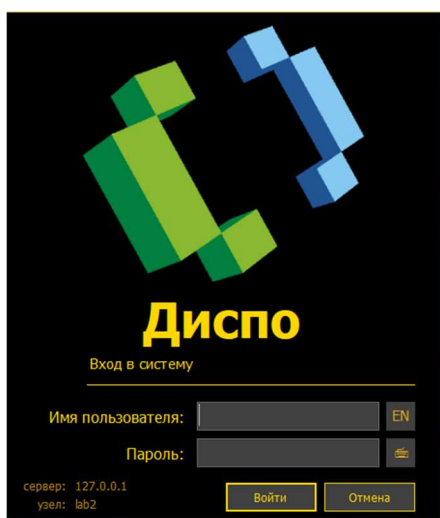 Диспо
Вход в систему
Имя пользователя:
EN
Пароль:
сервер: 127.0.0.1
узел: lab2
Войти
Отмена